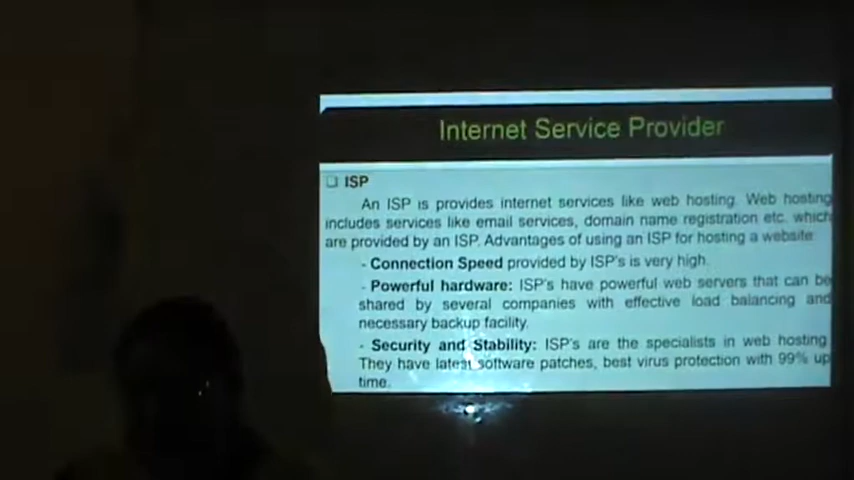 Internet Service Provider
❑ ISP
An ISP is provides internet services like web hosting. Web hosting
includes services like email services, domain name registration etc. which
are provided by an ISP. Advantages of using an ISP for hosting a website
- Connection Speed provided by ISP's is very high.
- Powerful hardware: ISP's have powerful web servers that can be
shared by several companies with effective load balancing and
necessary backup facility.
- Security and Stability: ISP's are the specialists in web hosting.
They have latest software patches, best virus protection with 99% up
time.